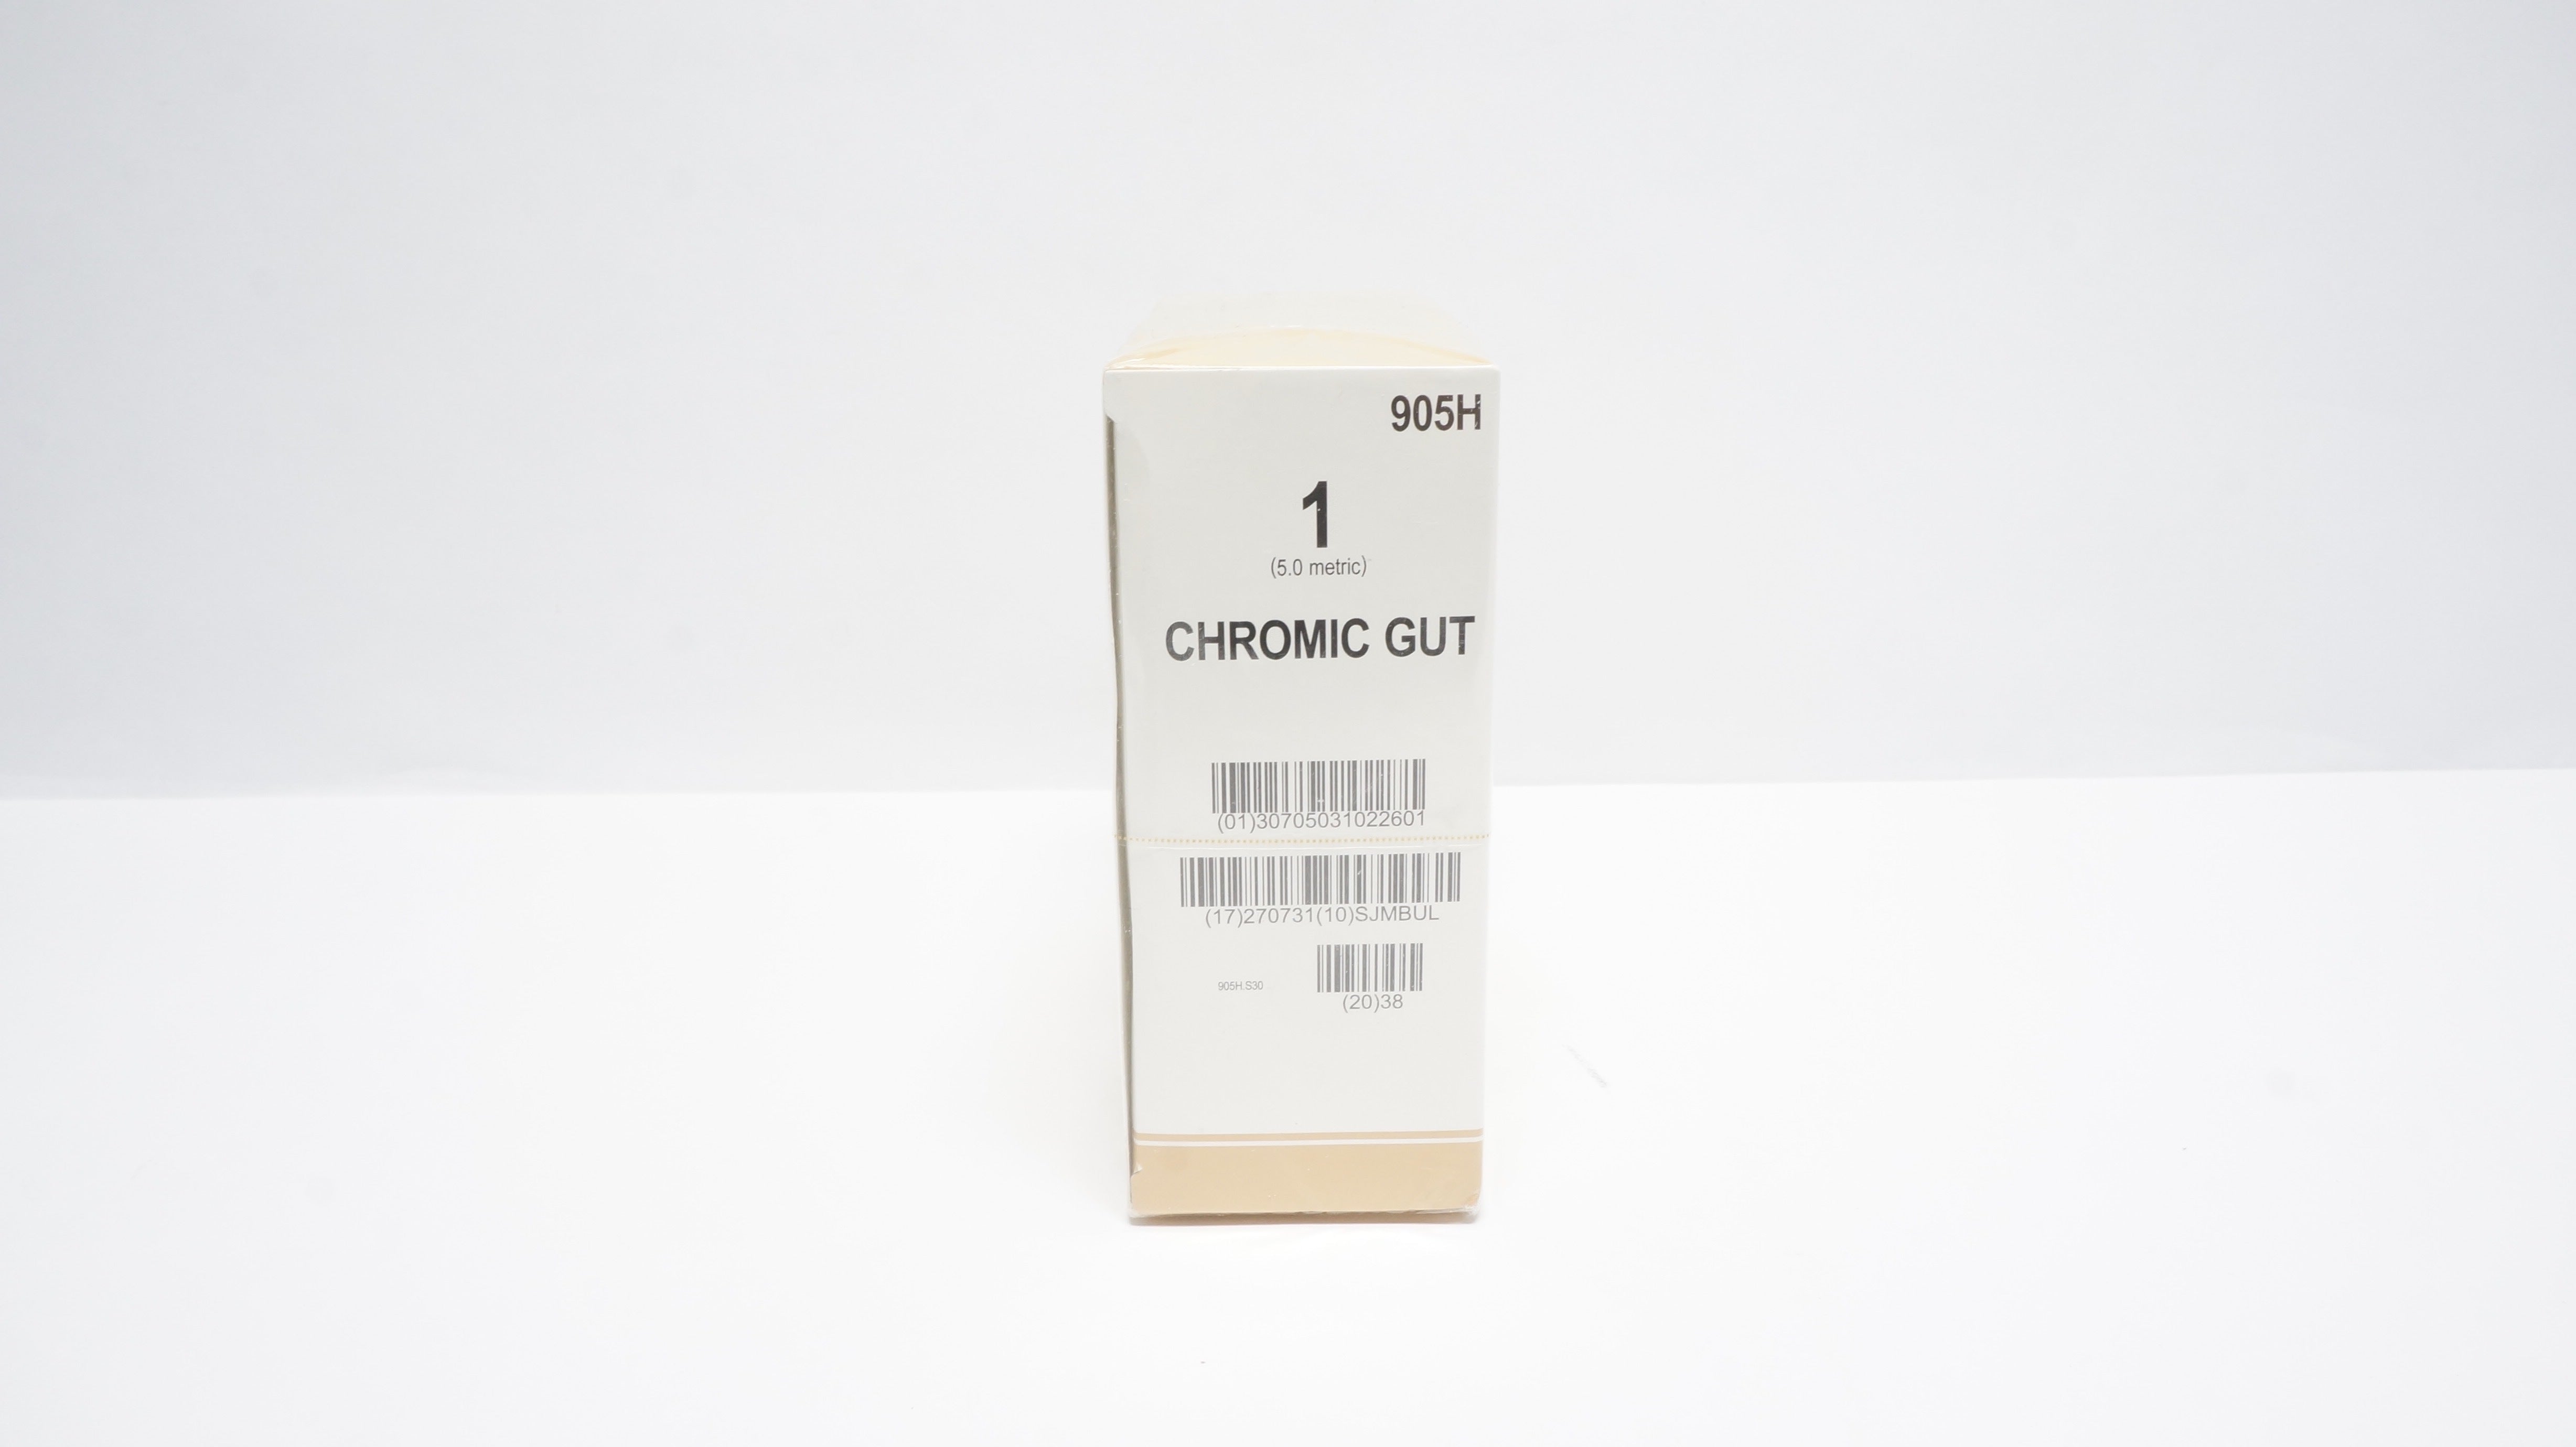 905H
1
(5.0 metric)
CHROMIC GUT
(01)30705031022601
(17)270731(10)SJMBUL
905H.S30
(20)38